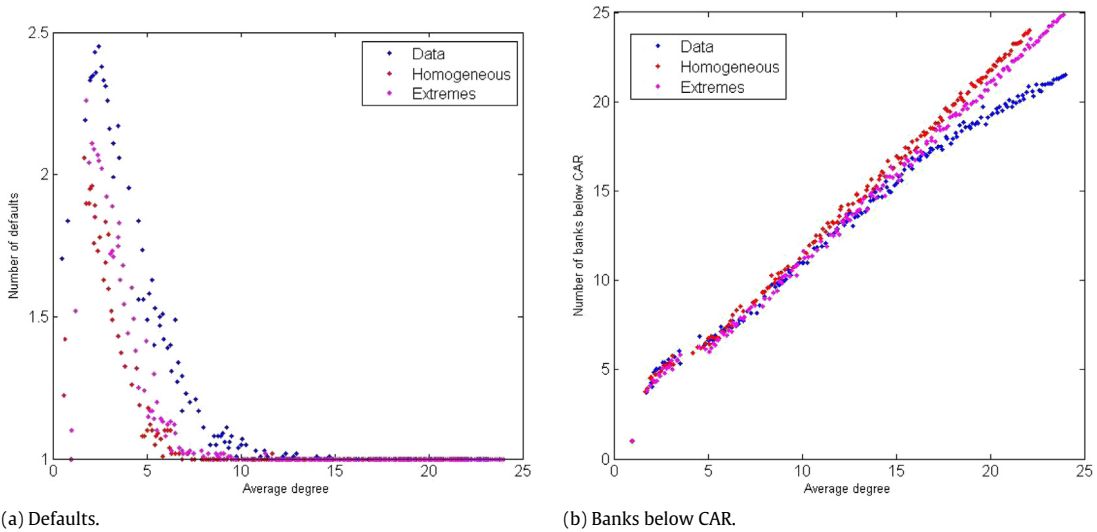 2.5
2
1.5
1
0
5
10
15
20
25
Number of defaults
Average degree
Data
Homogeneous
Extremes
(a) Defaults.
25
20
15
10
5
0
0
5
10
15
20
25
Number of banks below CAR
Average degree
Data
Homogeneous
Extremes
(b) Banks below CAR.